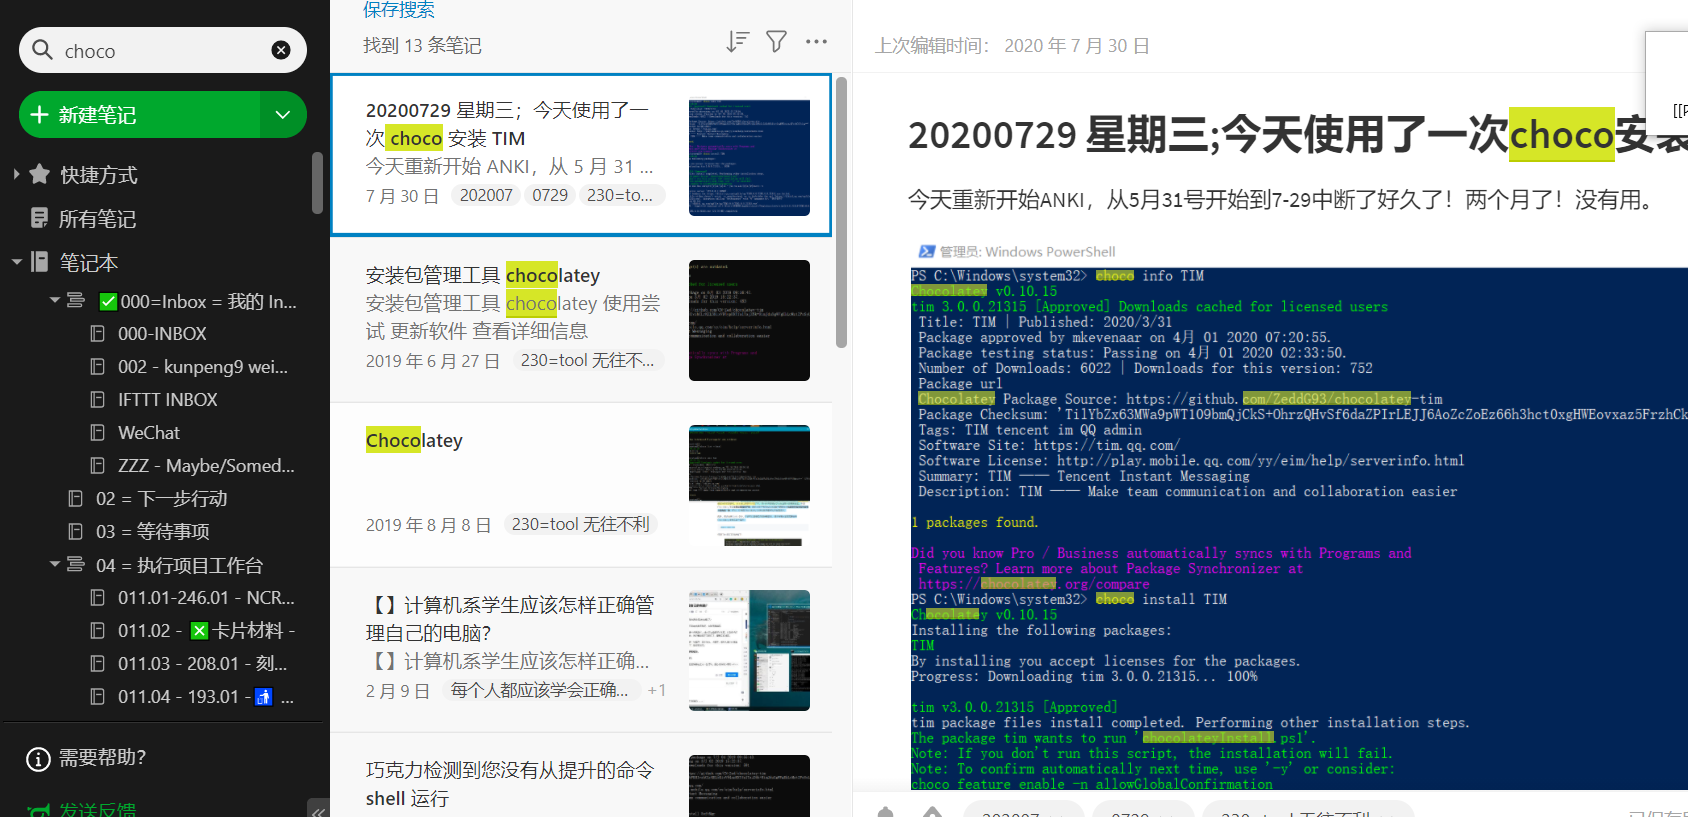 choco
新建笔记
快捷方式
所有笔记
笔记本
000=Inbox = 我的 In...
000-INBOX
002 - kunpeng9 wei...
IFTTT INBOX
WeChat
ZZZ - Maybe/Somed...
02 = 下一步行动
03 = 等待事项
04 = 执行项目工作台
011.01-246.01 - NCR...
011.02 - 卡片材料 -
011.03 - 208.01 - 刻...
011.04 - 193.01 - ...
需要帮助?
发送反馈
保存搜索
找到 13 条笔记
20200729 星期三；今天使用了一
次 choco 安装 TIM
今天重新开始 ANKI，从 5 月 31 ...
7 月 30 日 202007 0729 230=to...
安装包管理工具 chocolatey
安装包管理工具 chocolatey 使用尝
试 更新软件 查看详细信息
2019 年 6 月 27 日 230=tool 无往不...
Chocolatey
2019 年 8 月 8 日 230=tool 无往不利
【】计算机系学生应该怎样正确管
理自己的电脑?
【】计算机系学生应该怎样正确...
2 月 9 日 每个人都应该学会正确... +1
巧克力检测到您没有从提升的命令
shell 运行
上次编辑时间： 2020 年 7 月 30 日
20200729 星期三;今天使用了一次choco安装
今天重新开始ANKI，从5月31号开始到7-29中断了好久了！两个月了！没有用。
管理员: Windows PowerShell
PS C:\Windows\system32> choco info TIM
Chocolatey v0.10.15
tim 3.0.0.21315 [Approved] Downloads cached for licensed users
Title: TIM | Published: 2020/3/31
Package approved by mkevenaar on 4月 01 2020 07:20:55.
Package testing status: Passing on 4月 01 2020 02:33:50.
Number of Downloads: 6022 | Downloads for this version: 752
Package url
Chocolatey Package Source: https://github.com/ZeddG93/chocolatey-tim
Package Checksum: 'TilYbZx63MWa9pWT109bmQjCkS+OhrzQHvSf6daZPIrLEJJ6AoZcZoEz66h3hct0xgHWEovxaz5FrzhCk
Tags: TIM tencent im QQ admin
Software Site: https://tim.qq.com/
Software License: http://play.mobile.qq.com/yy/eim/help/serverinfo.html
Summary: TIM —— Tencent Instant Messaging
Description: TIM —— Make team communication and collaboration easier
1 packages found.
Did you know Pro / Business automatically syncs with Programs and
Features? Learn more about Package Synchronizer at
https://chocolatey.org/compare
PS C:\Windows\system32> choco install TIM
Chocolatey v0.10.15
Installing the following packages:
TIM
By installing you accept licenses for the packages.
Progress: Downloading tim 3.0.0.21315... 100%
tim v3.0.0.21315 [Approved]
tim package files install completed. Performing other installation steps.
The package tim wants to run 'chocolateyInstall.ps1'.
Note: If you don't run this script, the installation will fail.
Note: To confirm automatically next time, use '-y' or consider:
choco feature enable -n allowGlobalConfirmation